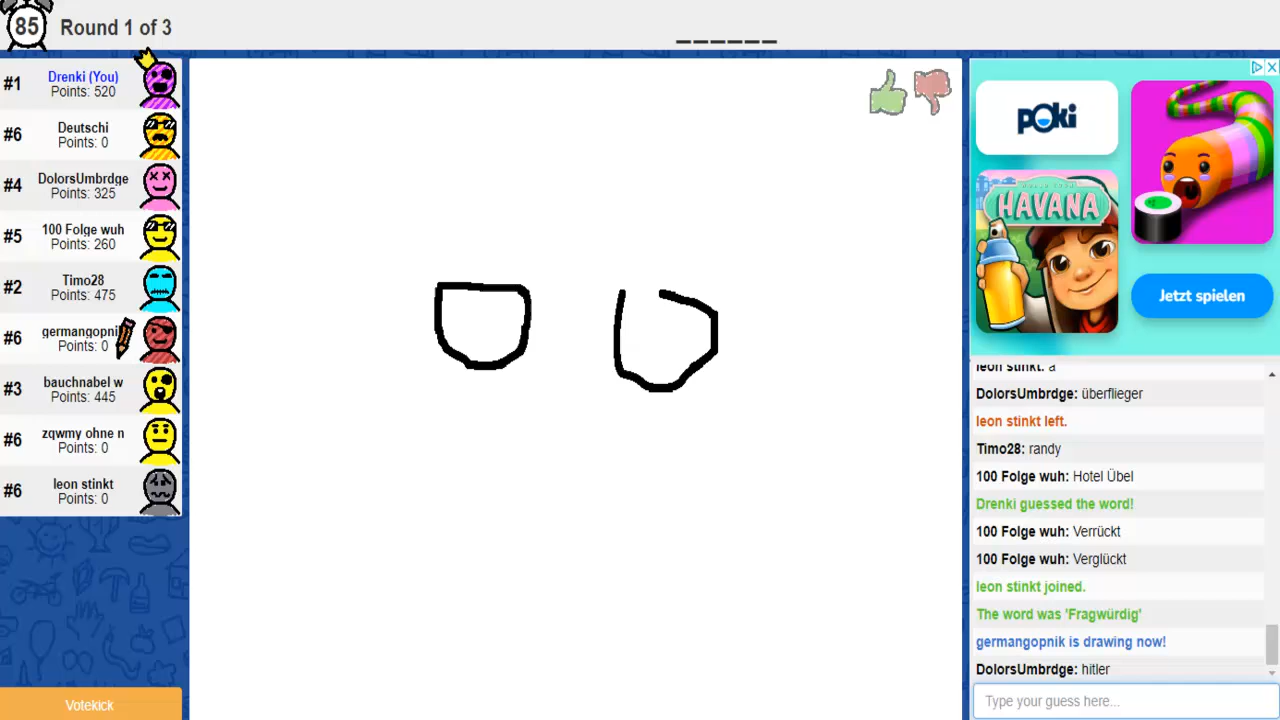 85
Round 1 of 3
______
#1
Drenki (You)
Points: 520
#6
Deutschi
Points: 0
#4
DolorsUmbrdge
Points: 325
#5
100 Folge wuh
Points: 260
#2
Timo28
Points: 475
#6
germangopni
Points: 0
#3
bauchnabel w
Points: 445
#6
zqwmy ohne n
Points: 0
#6
leon stinkt
Points: 0
Votekick
poki
HAVANA
Jetzt spielen
leon stinkt: a
DolorsUmbrdge: überflieger
leon stinkt left.
Timo28: randy
100 Folge wuh: Hotel Übel
Drenki guessed the word!
100 Folge wuh: Verrückt
100 Folge wuh: Verglückt
leon stinkt joined.
The word was 'Fragwürdig'
germangopnik is drawing now!
DolorsUmbrdge: hitler
Type your guess here...